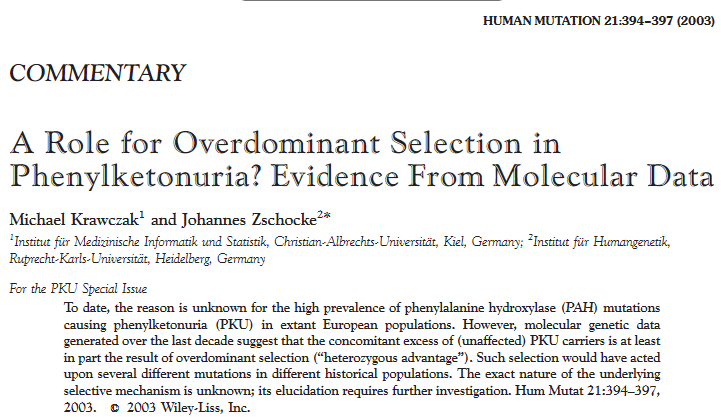 HUMAN MUTATION 21:394–397 (2003)
COMMENTARY
A Role for Overdominant Selection in
Phenylketonuria? Evidence From Molecular Data
Michael Krawczak1 and Johannes Zschocke2*
1Institut für Medizinische Informatik und Statistik, Christian-Albrechts-Universität, Kiel, Germany; 2Institut für Humangenetik,
Ruprecht-Karls-Universität, Heidelberg, Germany
For the PKU Special Issue
To date, the reason is unknown for the high prevalence of phenylalanine hydroxylase (PAH) mutations
causing phenylketonuria (PKU) in extant European populations. However, molecular genetic data
generated over the last decade suggest that the concomitant excess of (unaffected) PKU carriers is at least
in part the result of overdominant selection (“heterozygous advantage”). Such selection would have acted
upon several different mutations in different historical populations. The exact nature of the underlying
selective mechanism is unknown; its elucidation requires further investigation. Hum Mutat 21:394–397,
2003. © 2003 Wiley-Liss, Inc.